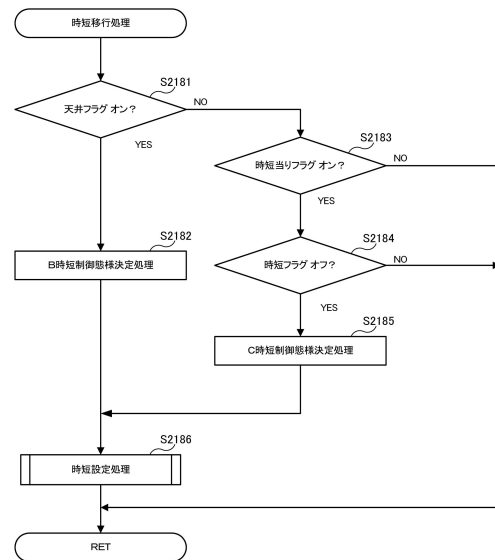 時短移行処理
S2181
天井フラグ オン?
NO
YES
S2183
時短当りフラグ オン?
NO
YES
S2182
B時短制御態様決定処理
S2184
時短フラグ オフ?
NO
YES
S2185
C時短制御態様決定処理
S2186
時短設定処理
RET